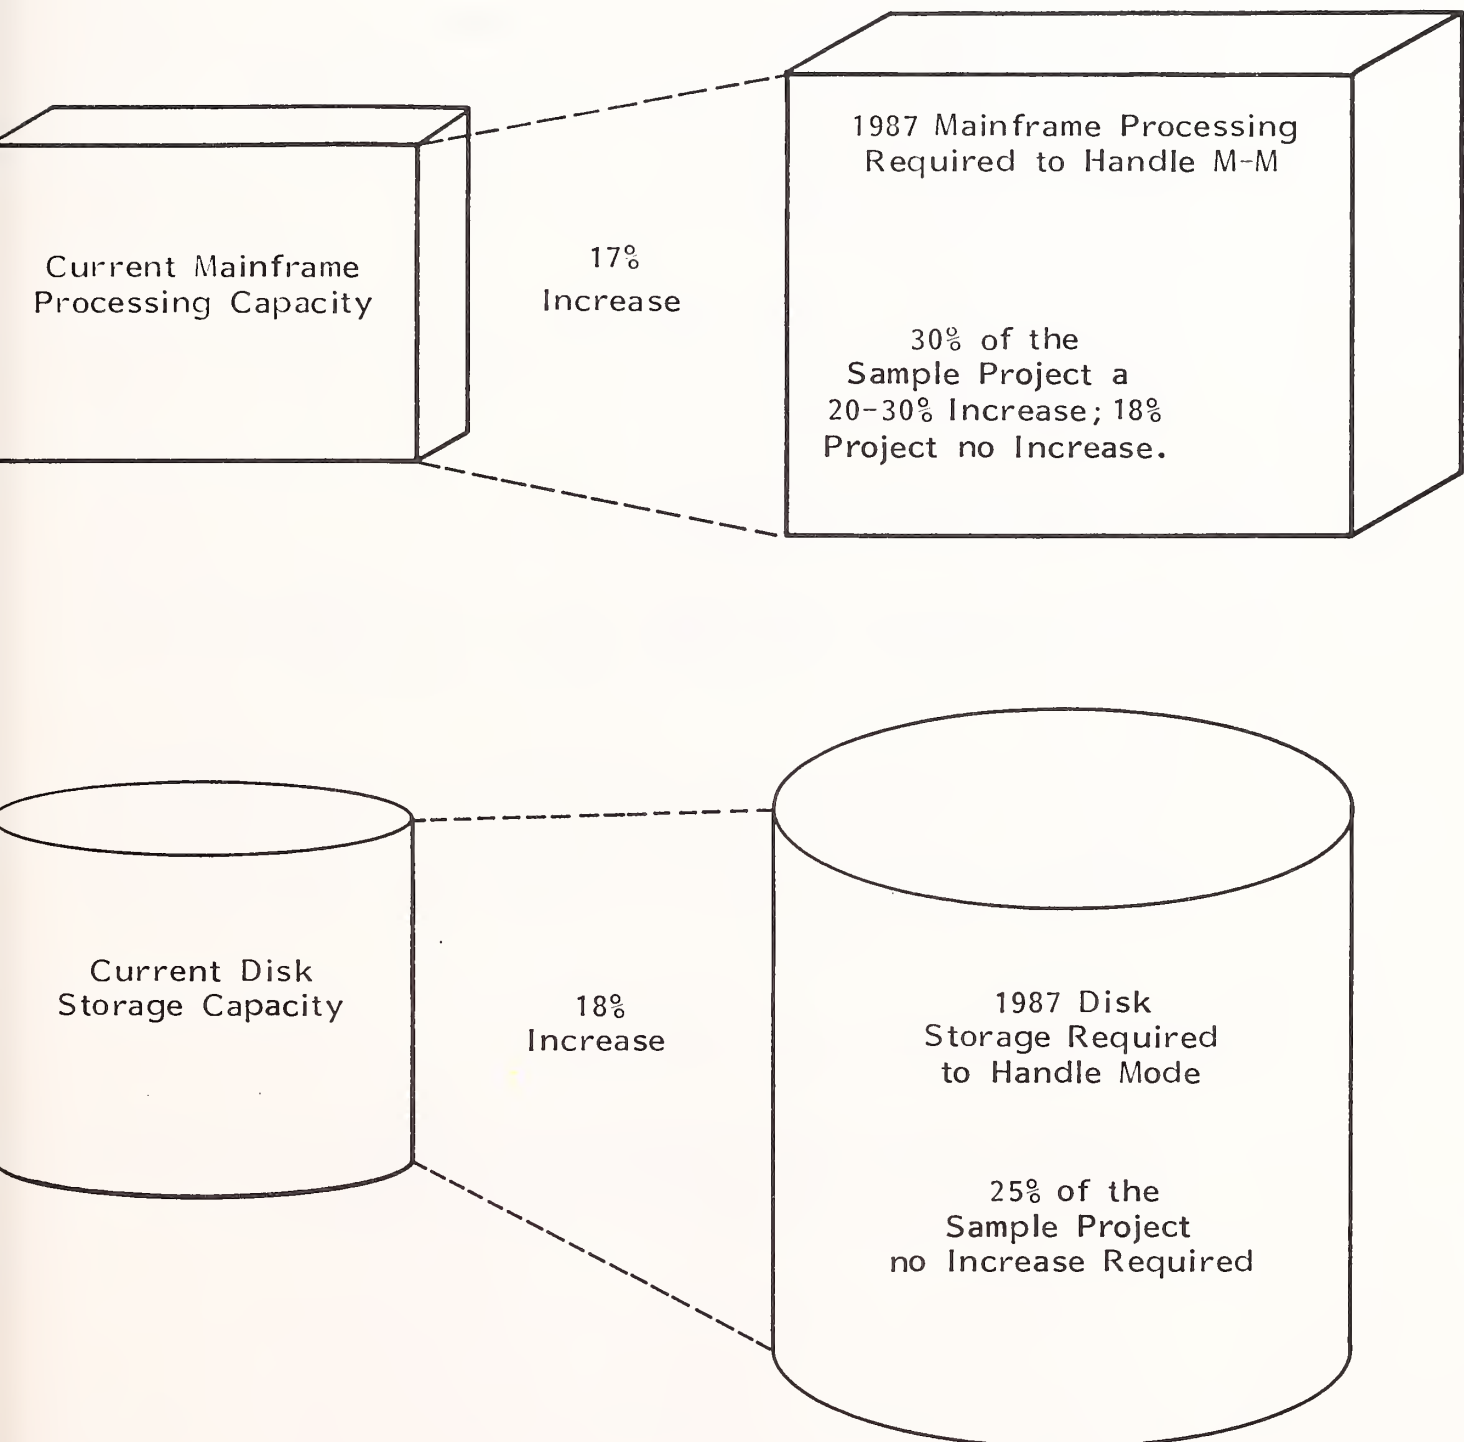 1987 Mainframe Processing
Required to Handle M-M
Current Mainframe
Processing Capacity
17%
Increase
30% of the
Sample Project a
20-30% Increase; 18%
Project no Increase.
Current Disk
Storage Capacity
18%
Increase
1987 Disk
Storage Required
to Handle Mode
25% of the
Sample Project
no Increase Required